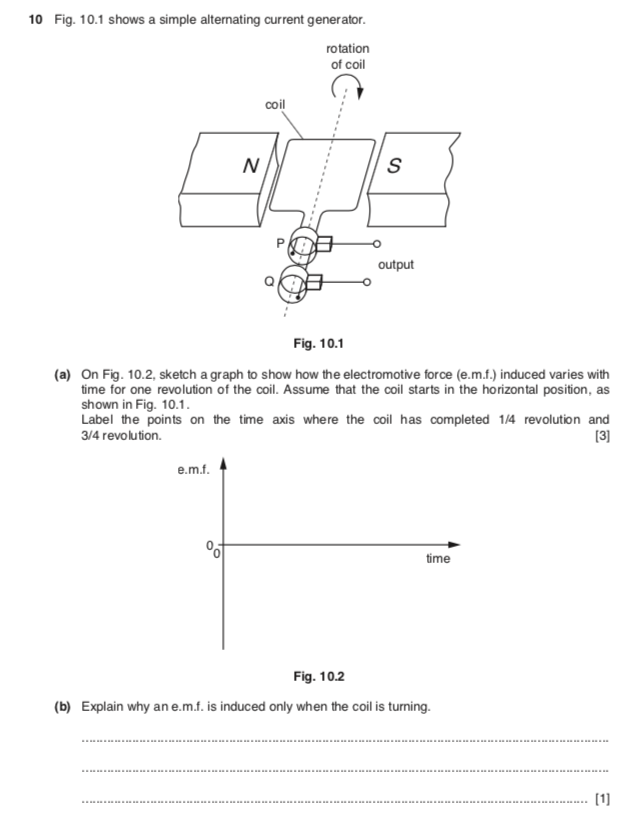 10 Fig. 10.1 shows a simple alternating current generator.
rotation
of coil
coil
N
S
P
output
Q
Fig. 10.1
(a) On Fig. 10.2, sketch a graph to show how the electromotive force (e.m.f.) induced varies with
time for one revolution of the coil. Assume that the coil starts in the horizontal position, as
shown in Fig. 10.1.
Label the points on the time axis where the coil has completed 1/4 revolution and
3/4 revolution. [3]
e.m.f.
0
0
time
Fig. 10.2
(b) Explain why an e.m.f. is induced only when the coil is turning.
[1]